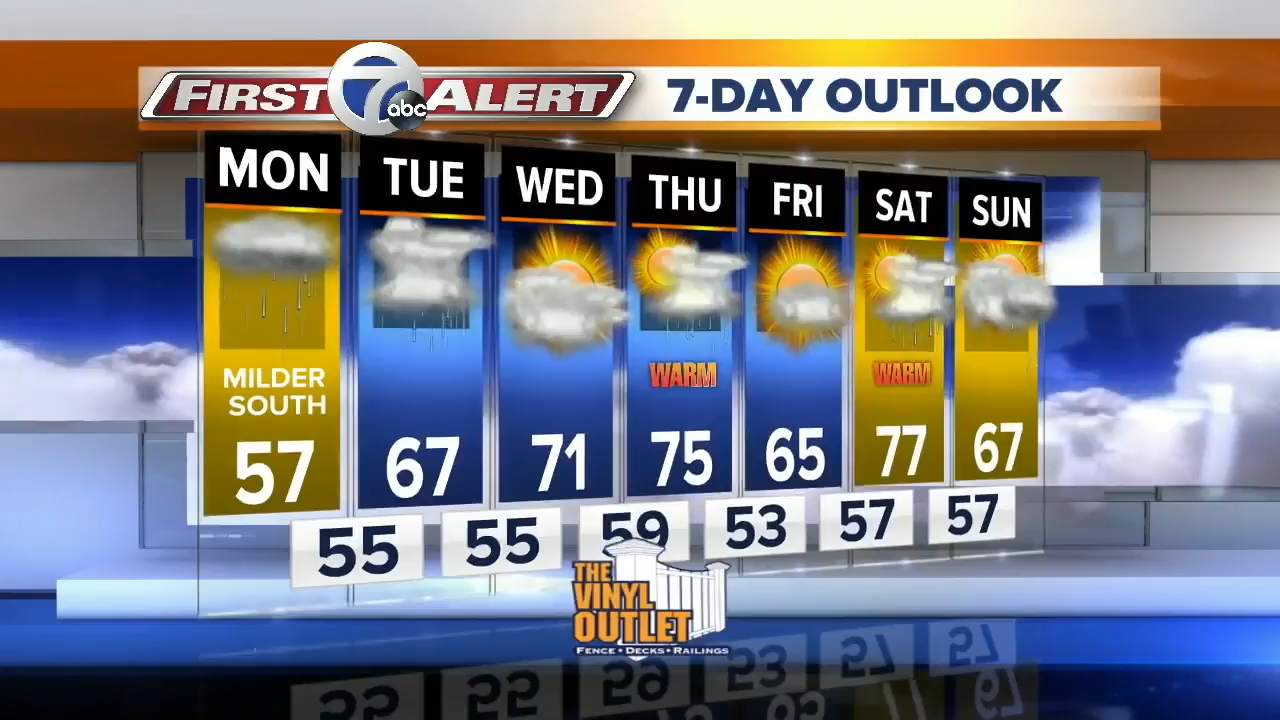 FIRST 7 abc ALERT 7-DAY OUTLOOK
MON TUE WED THU FRI SAT SUN
WARM WARM
MILDER
SOUTH
57 67 71 75 65 77 67
55 55 59 53 57 57
THE
VINYL
OUTLET
FENCE • DECKS • RAILINGS